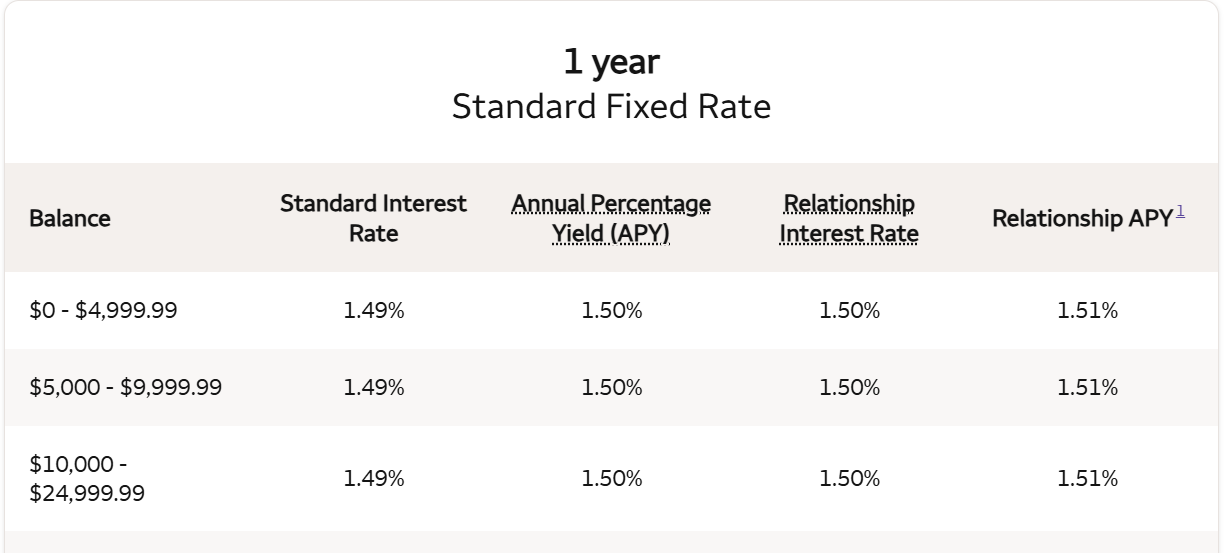 1 year
Standard Fixed Rate
Balance
Standard Interest
Rate
Annual Percentage
Yield (APY)
Relationship
Interest Rate
Relationship APY1
$0 - $4,999.99 1.49% 1.50% 1.50% 1.51%
$5,000 - $9,999.99 1.49% 1.50% 1.50% 1.51%
$10,000 -
$24,999.99 1.49% 1.50% 1.50% 1.51%